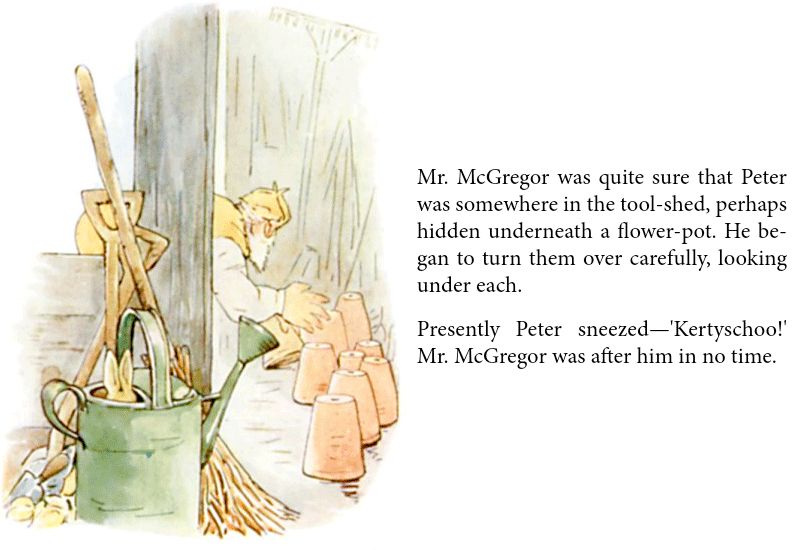 Mr. McGregor was quite sure that Peter
was somewhere in the tool-shed, perhaps
hidden underneath a flower-pot. He be-
gan to turn them over carefully, looking
under each.
Presently Peter sneezed—'Kertyschoo!'
Mr. McGregor was after him in no time.